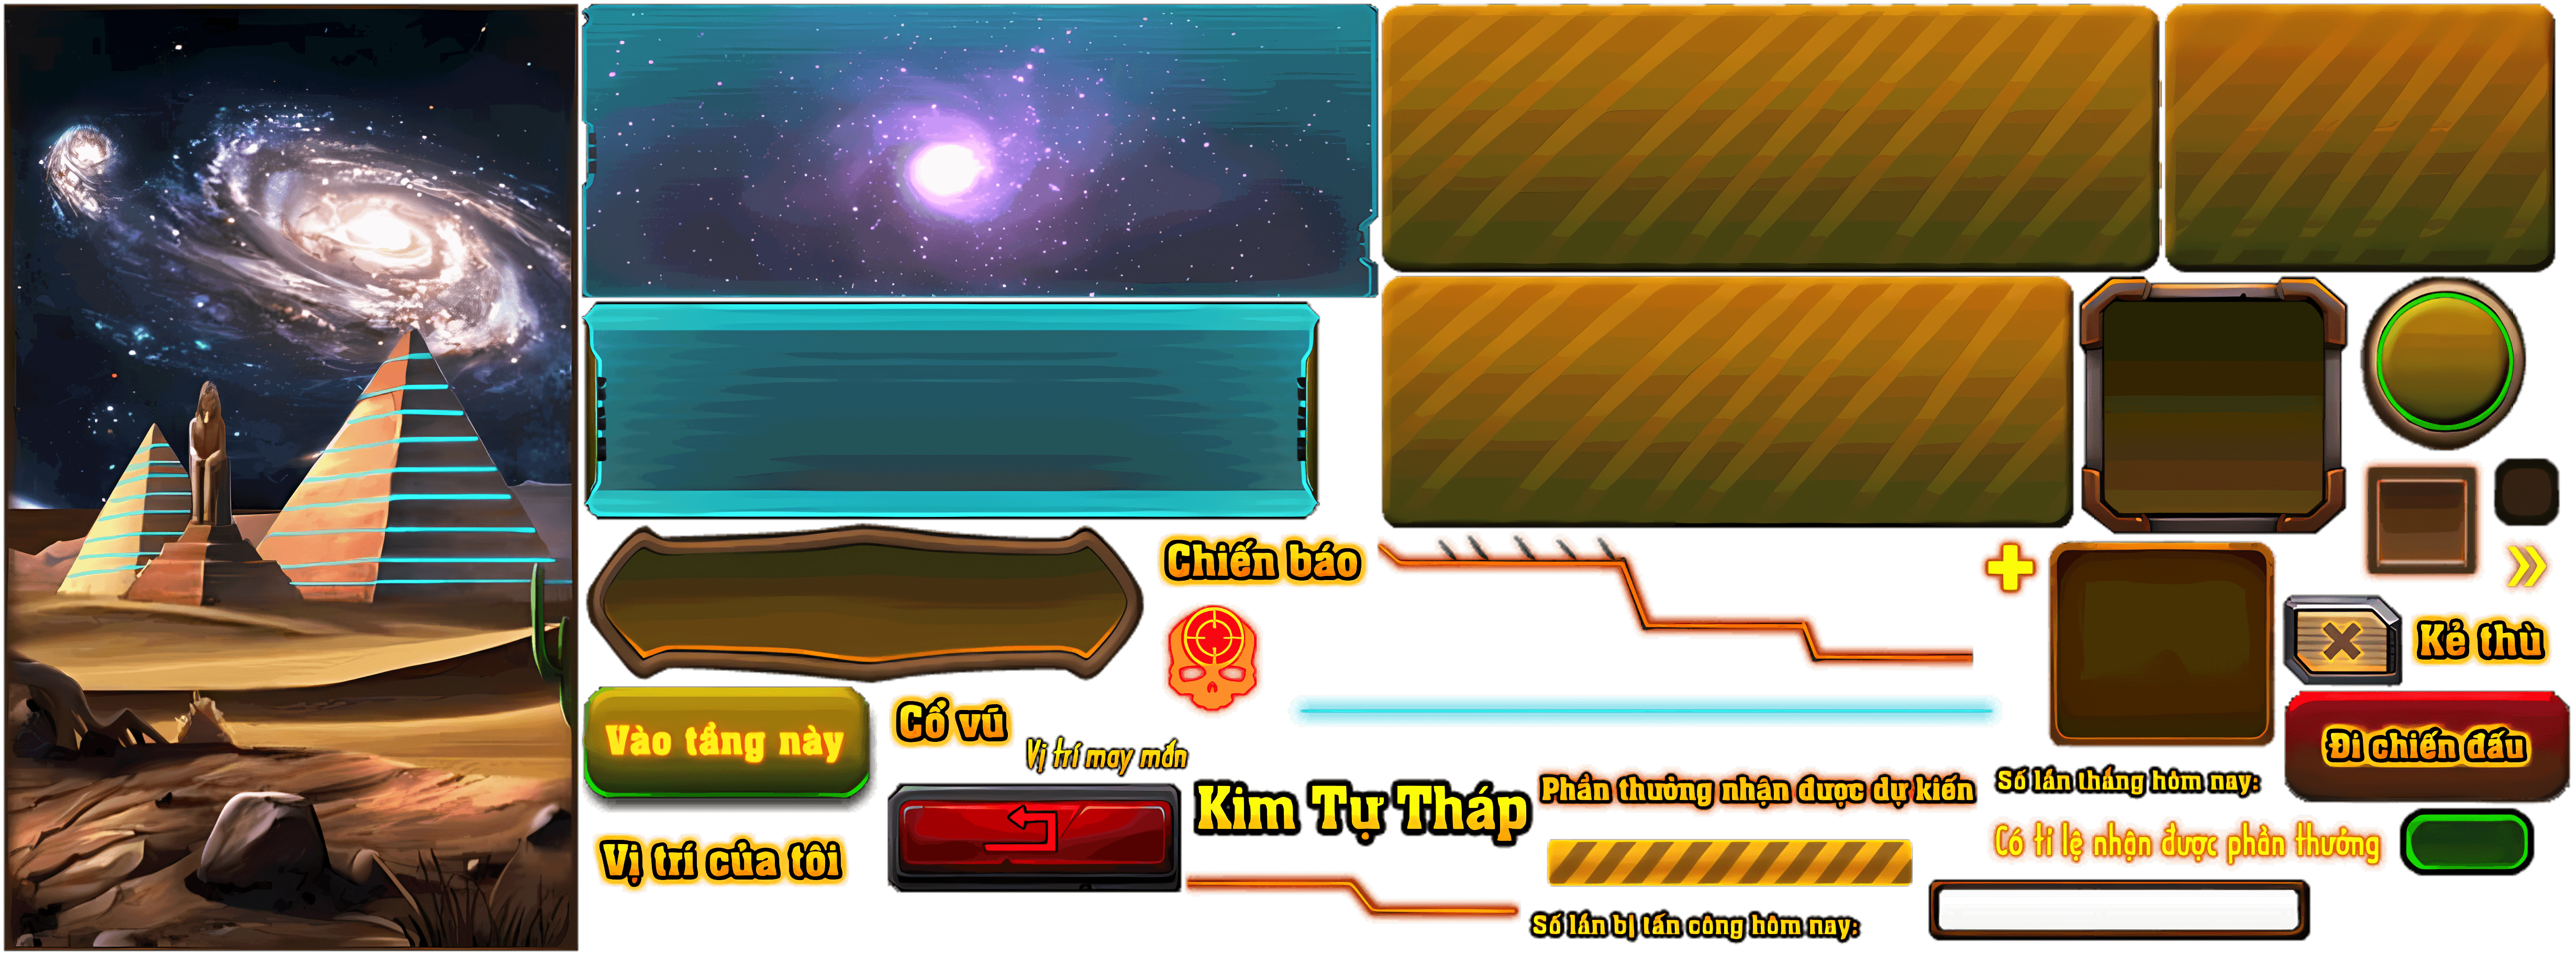 Chiến báo
Kẻ thù
Vào tầng này
Cổ vũ
Vị trí may mắn
Đi chiến đấu
Kim Tự Tháp
Phần thưởng nhận được dự kiến
Số lần thắng hôm nay:
Vị trí của tôi
Có tỉ lệ nhận được phần thưởng
Số lần bị tấn công hôm nay: